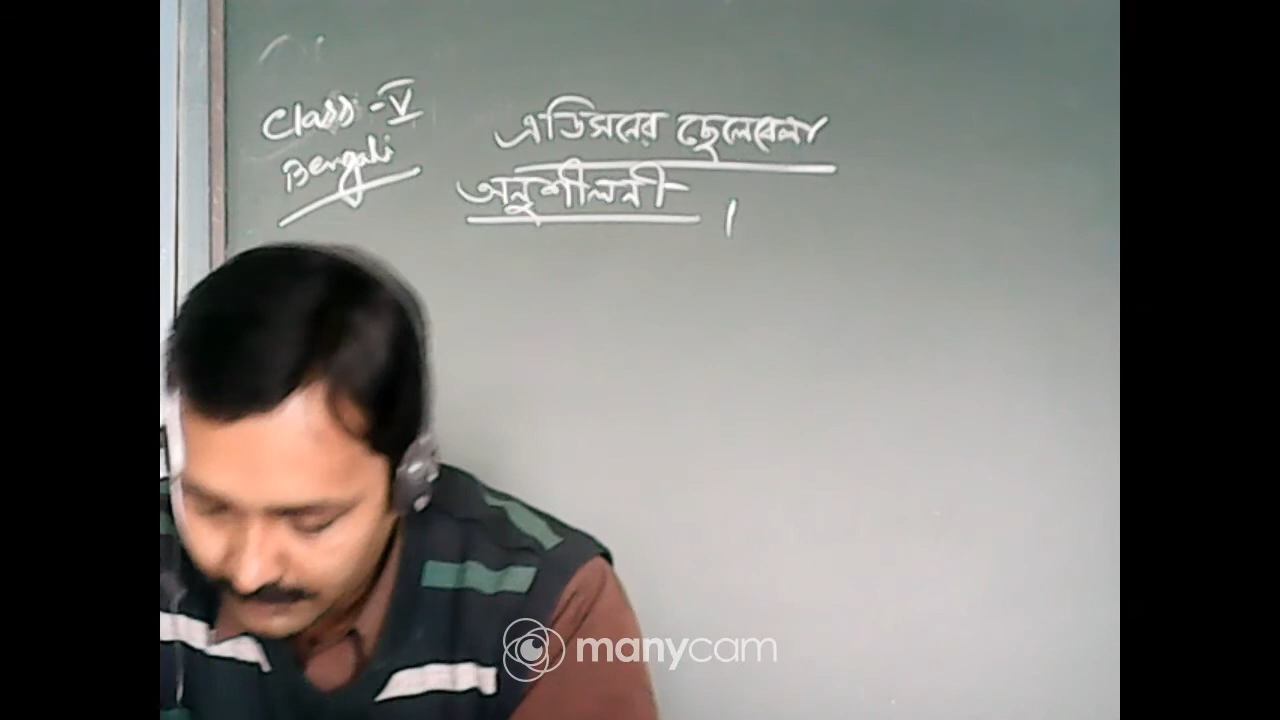 Class - V
Bengali
এডিসনের ছেলেবেলা
অনুশীলনী
।
manycam